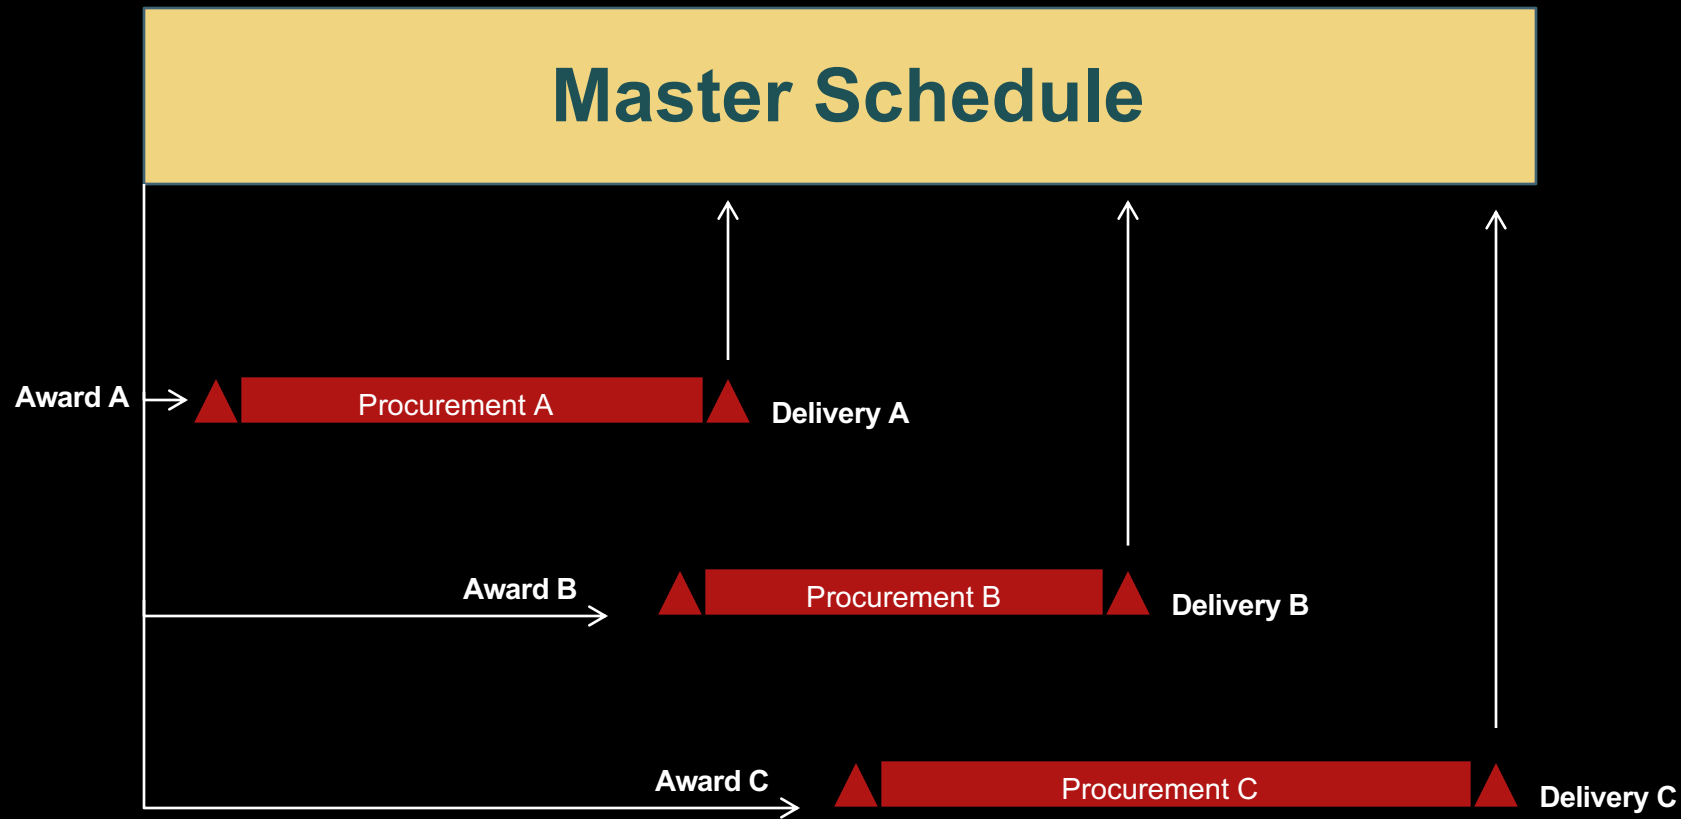 Master Schedule
Award A
Procurement A
Delivery A
Award B
Procurement B
Delivery B
Award C
Procurement C
Delivery C